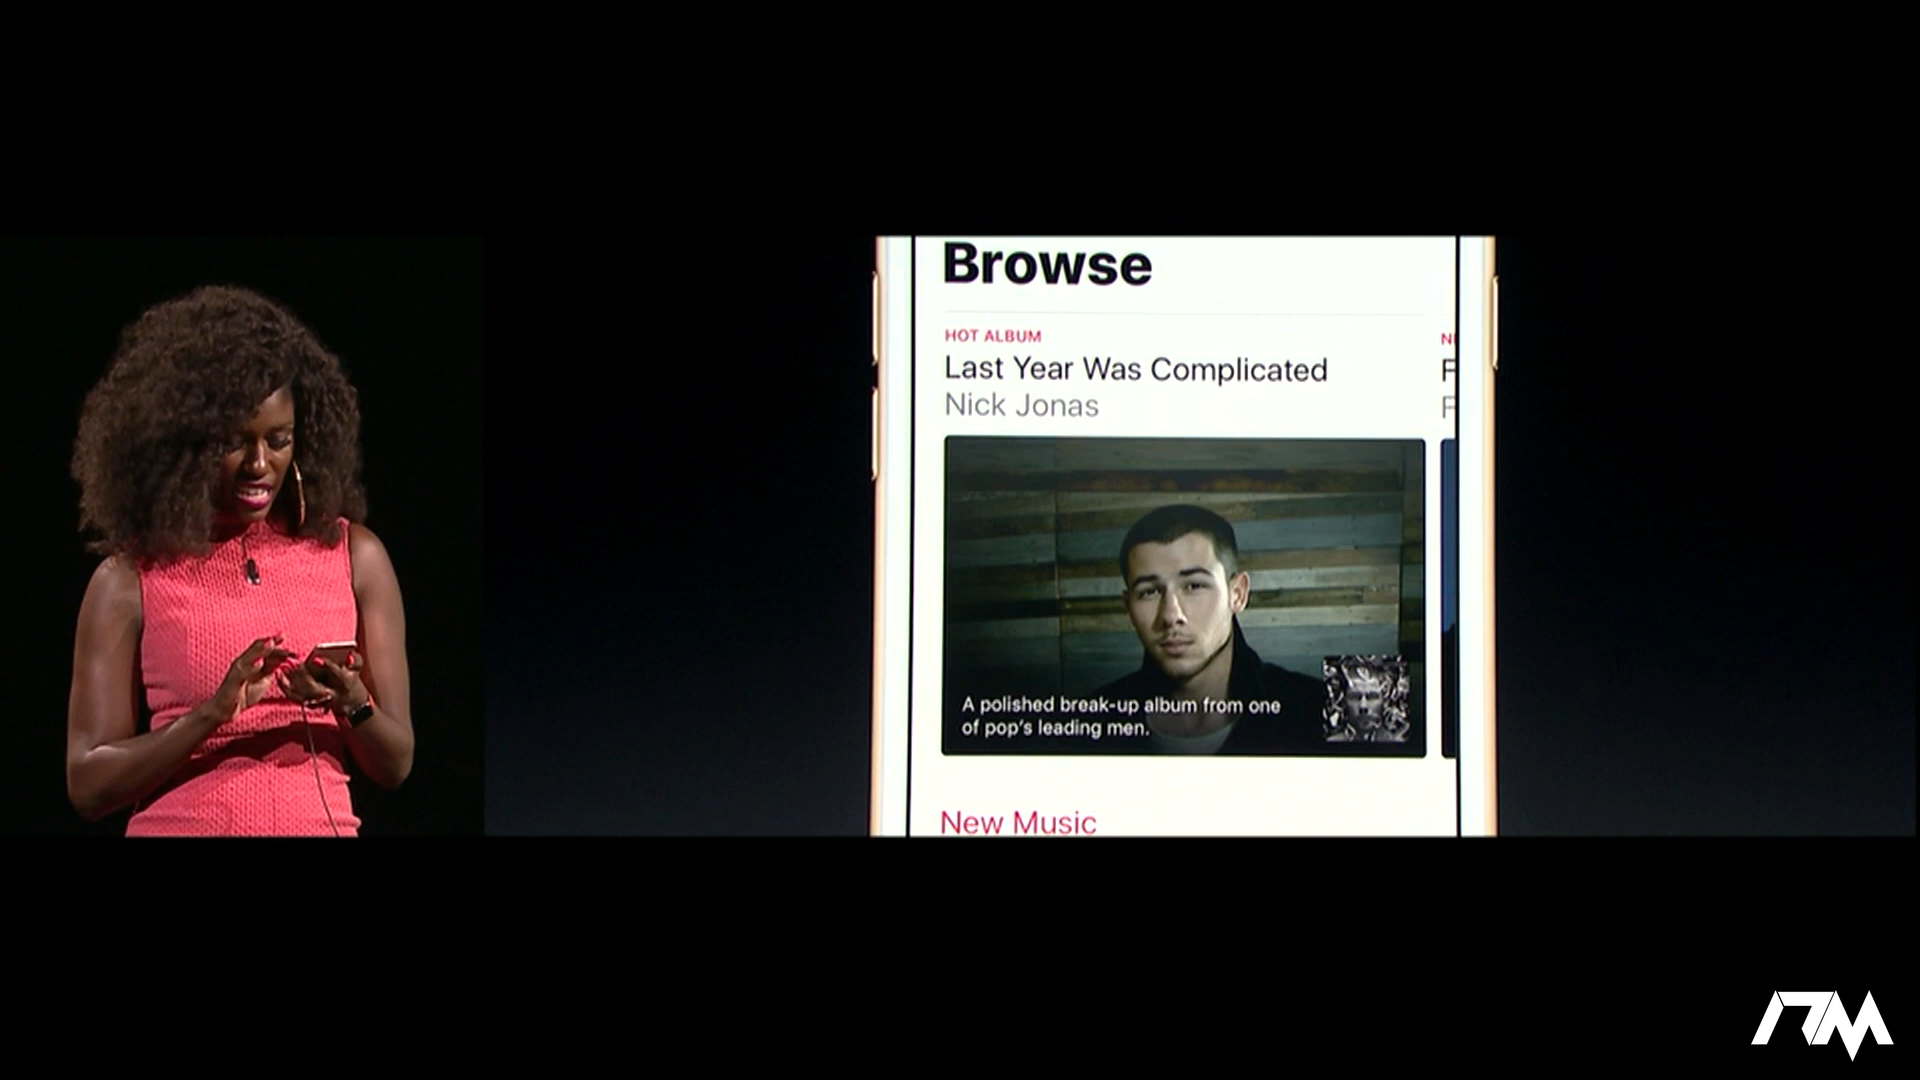 Browse
HOT ALBUM
Last Year Was Complicated
Nick Jonas
A polished break-up album from one
of pop's leading men.
New Music